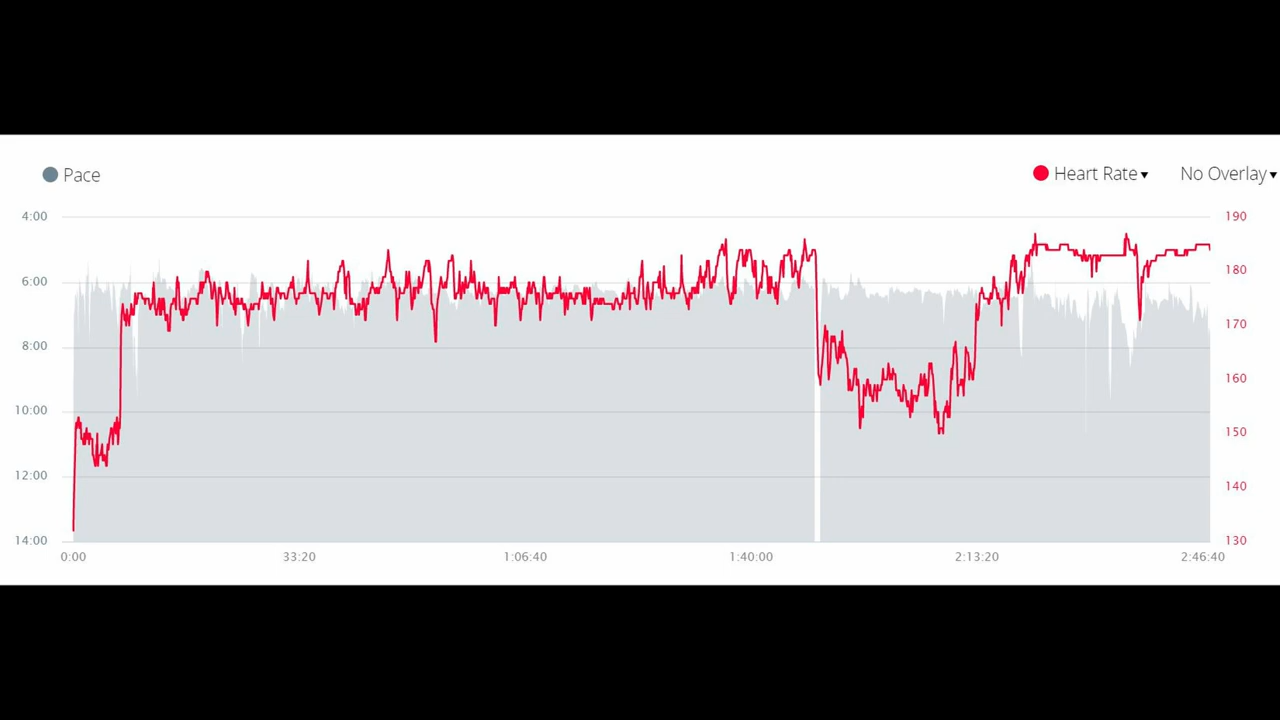 Pace
Heart Rate▾ No Overlay▾
4:00 190
6:00 180
8:00 170
10:00 160
12:00 150
14:00 140
130
0:00 33:20 1:06:40 1:40:00 2:13:20 2:46:40